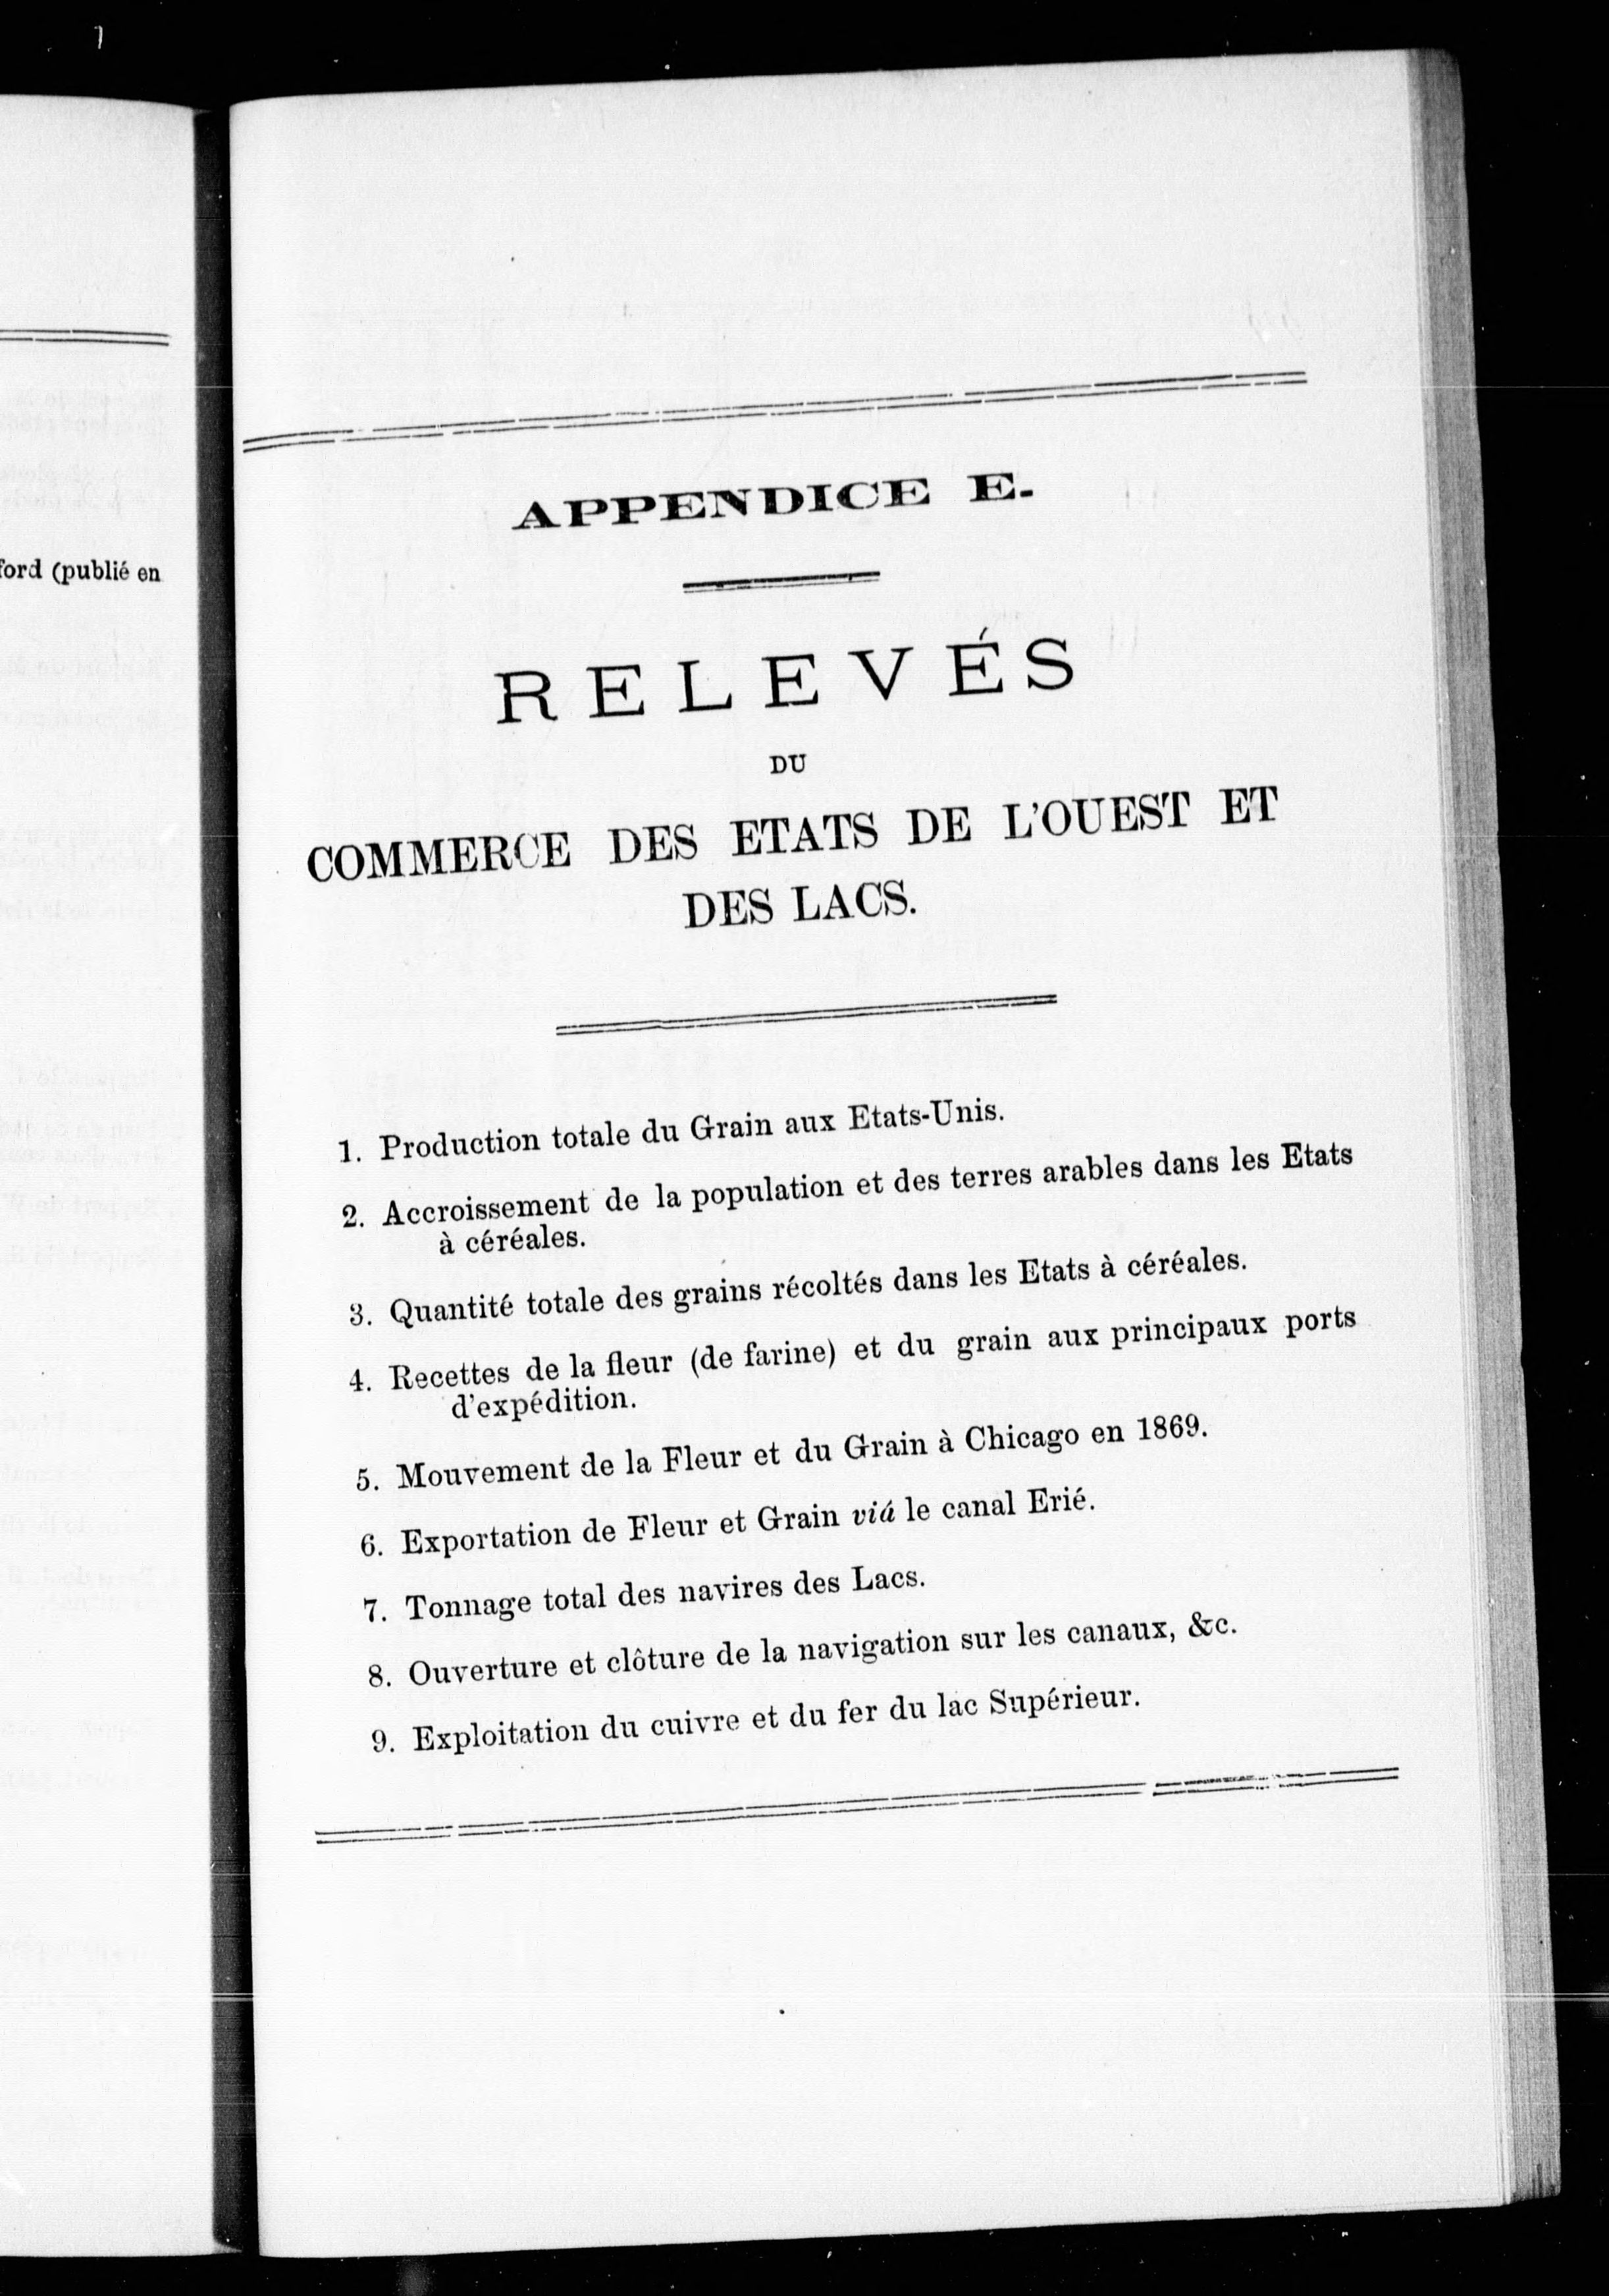 ford (publié en
APPENDICE E.
RELEVÉS
DU
COMMERCE DES ETATS DE L'OUEST ET
DES LACS.
1. Production totale du Grain aux Etats-Unis.
2. Accroissement de la population et des terres arables dans les Etats
à céréales.
3. Quantité totale des grains récoltés dans les Etats à céréales.
4. Recettes de la fleur (de farine) et du grain aux principaux ports
d'expédition.
5. Mouvement de la Fleur et du Grain à Chicago en 1869.
6. Exportation de Fleur et Grain viá le canal Erié.
7. Tonnage total des navires des Lacs.
8. Ouverture et clôture de la navigation sur les canaux, &c.
9. Exploitation du cuivre et du fer du lac Supérieur.